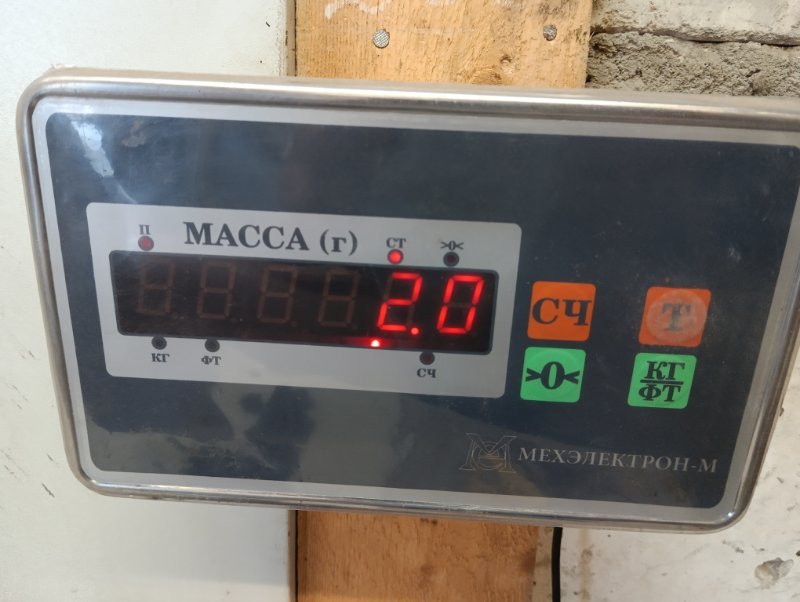 П
МАССА (г)
СТ
>0<
2.0
КГ
ФТ
СЧ
СЧ
Т
>0<
КГ
ФТ
МЕХЭЛЕКТРОН-М